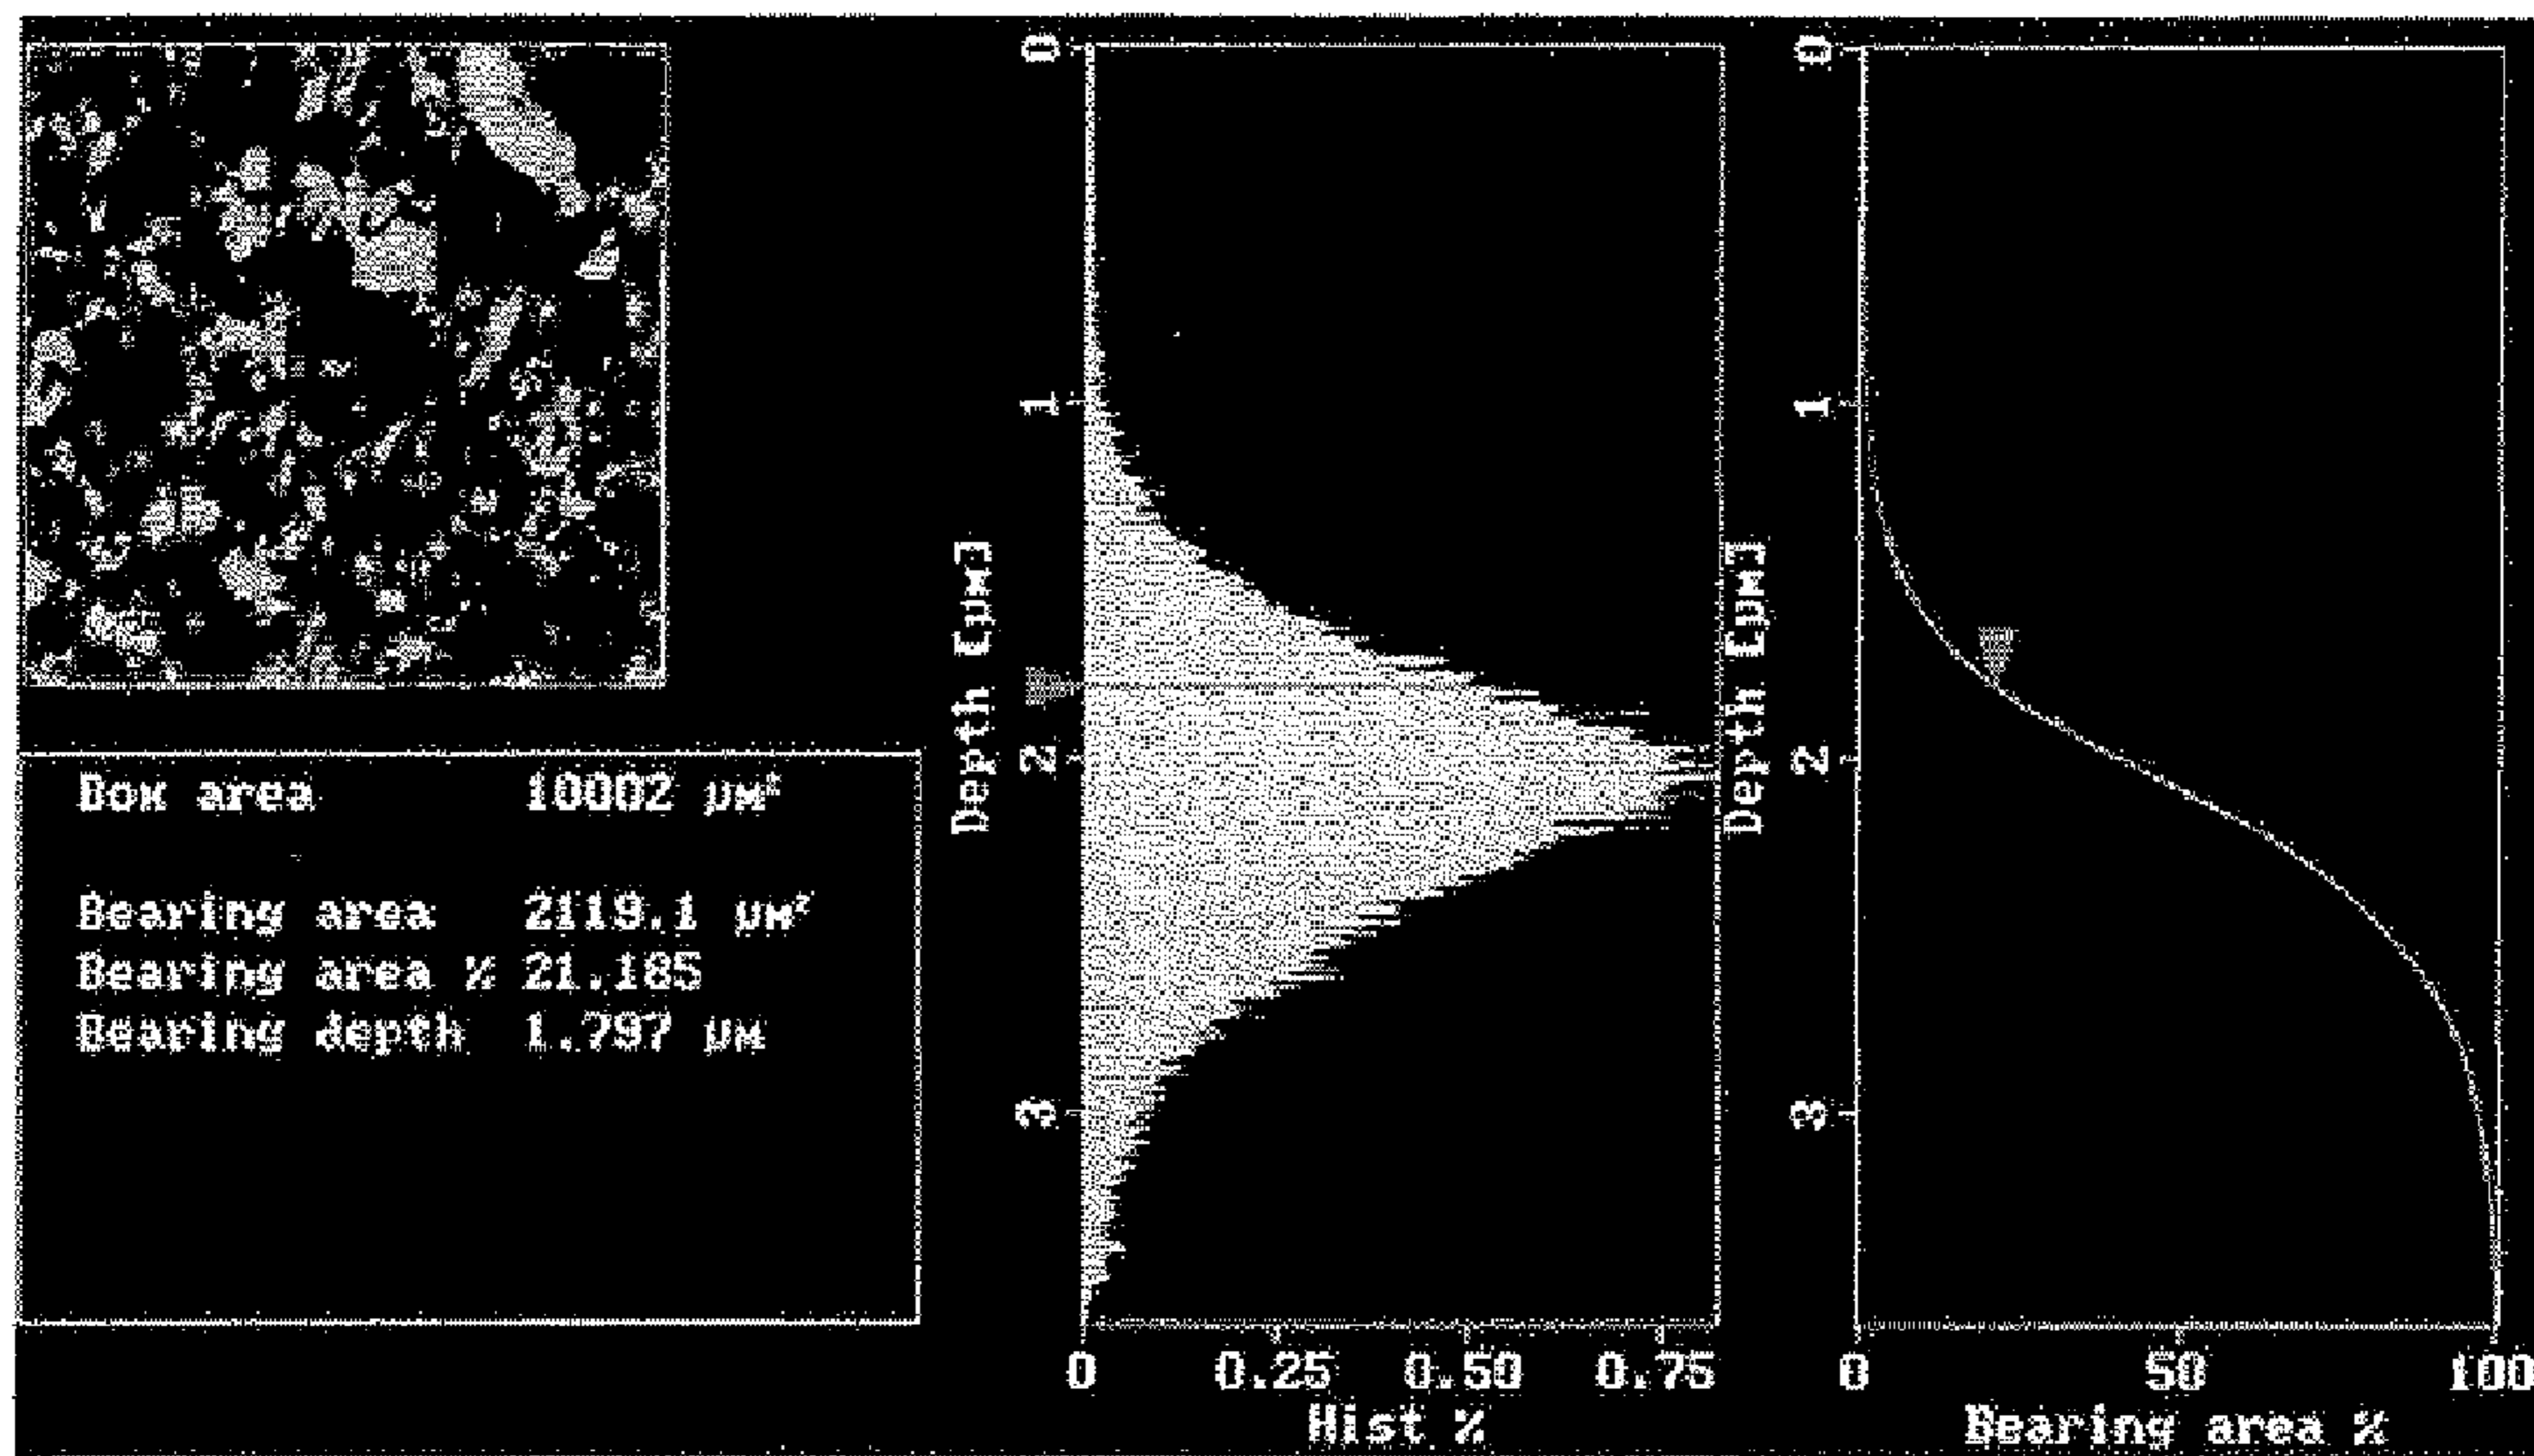 Box area 10002 µm²
Bearing area 2119.1 µm²
Bearing area % 21.185
Bearing depth 1.797 µm
Depth [µm]
0
1
2
3
0 0.25 0.50 0.75
Hist %
Depth [µm]
0
1
2
3
0 50 100
Bearing area %